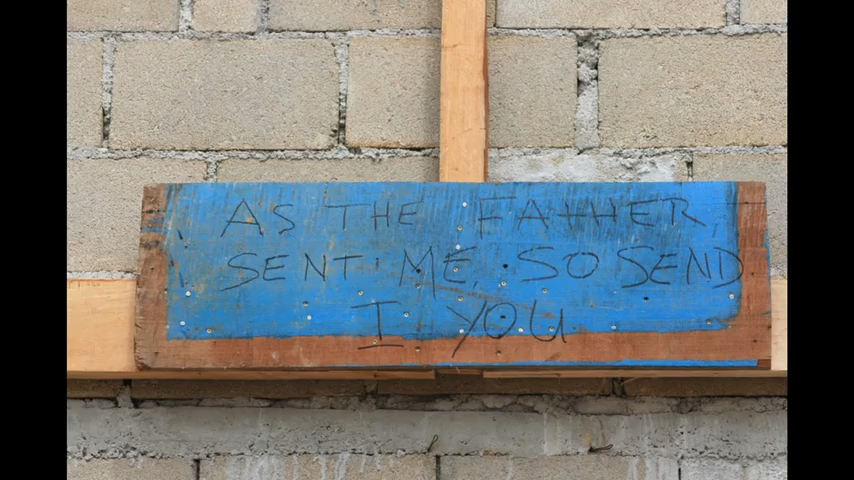 AS THE FATHER,
SENT ME, SO SEND
I YOU